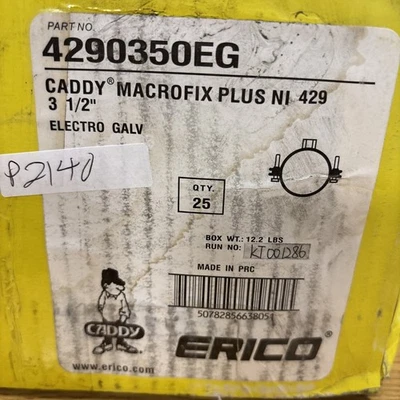 PART NO.
4290350EG
CADDY® MACROFIX PLUS NI 429
3 1/2"
ELECTRO GALV
P2140
QTY.
25
BOX WT.: 12.2 LBS
RUN NO: KT00D86
MADE IN PRC
5078285663805
CADDY
ERICO®
www.erico.com